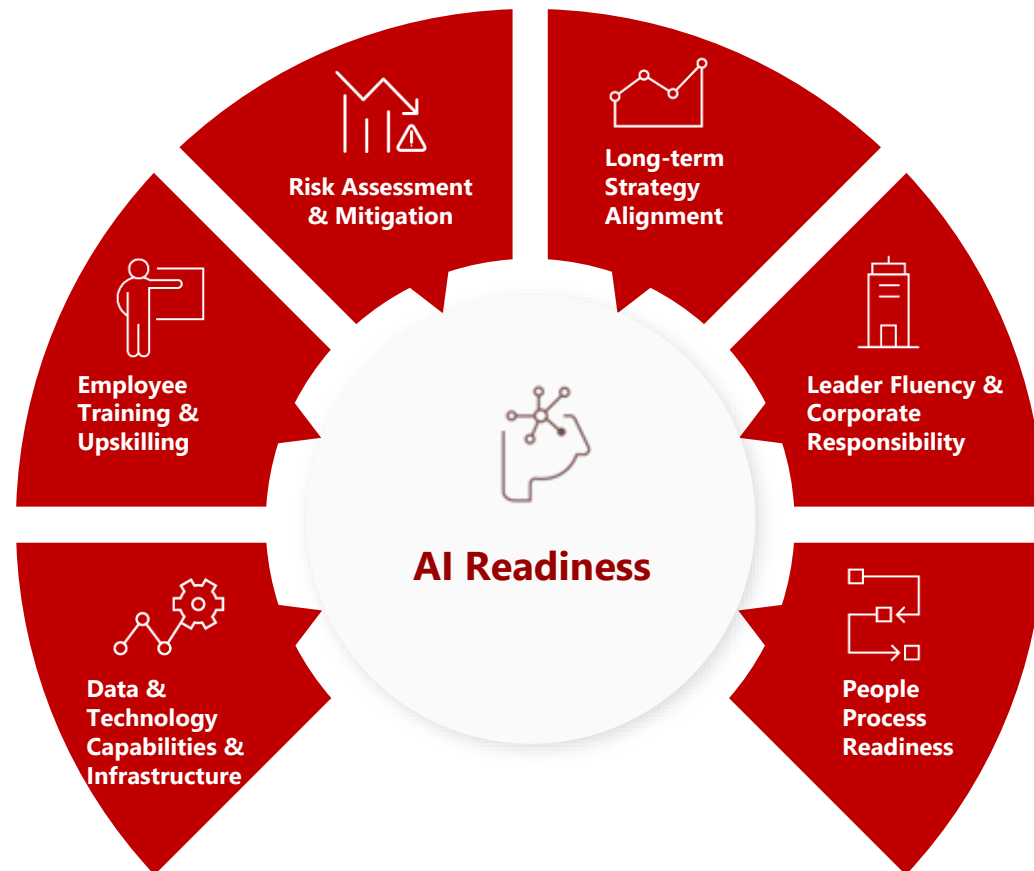 Risk Assessment
& Mitigation
Long-term
Strategy
Alignment
Employee
Training &
Upskilling
Leader Fluency &
Corporate
Responsibility
AI Readiness
Data &
Technology
Capabilities &
Infrastructure
People
Process
Readiness